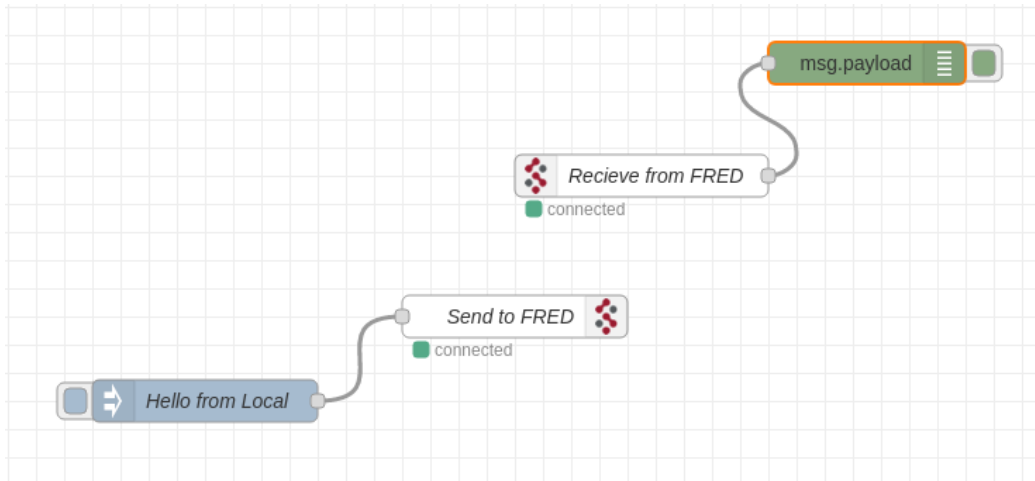 msg.payload
Recieve from FRED
connected
Send to FRED
connected
Hello from Local